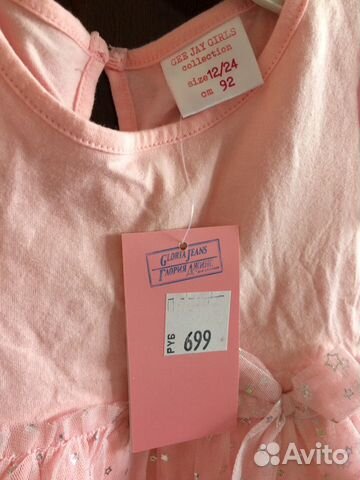 GEE JAY GIRLS
collection
size 12/24
cm 92
GLORIA JEANS
ГЛОРИЯ ДЖИНС
РУБ 699
Avito